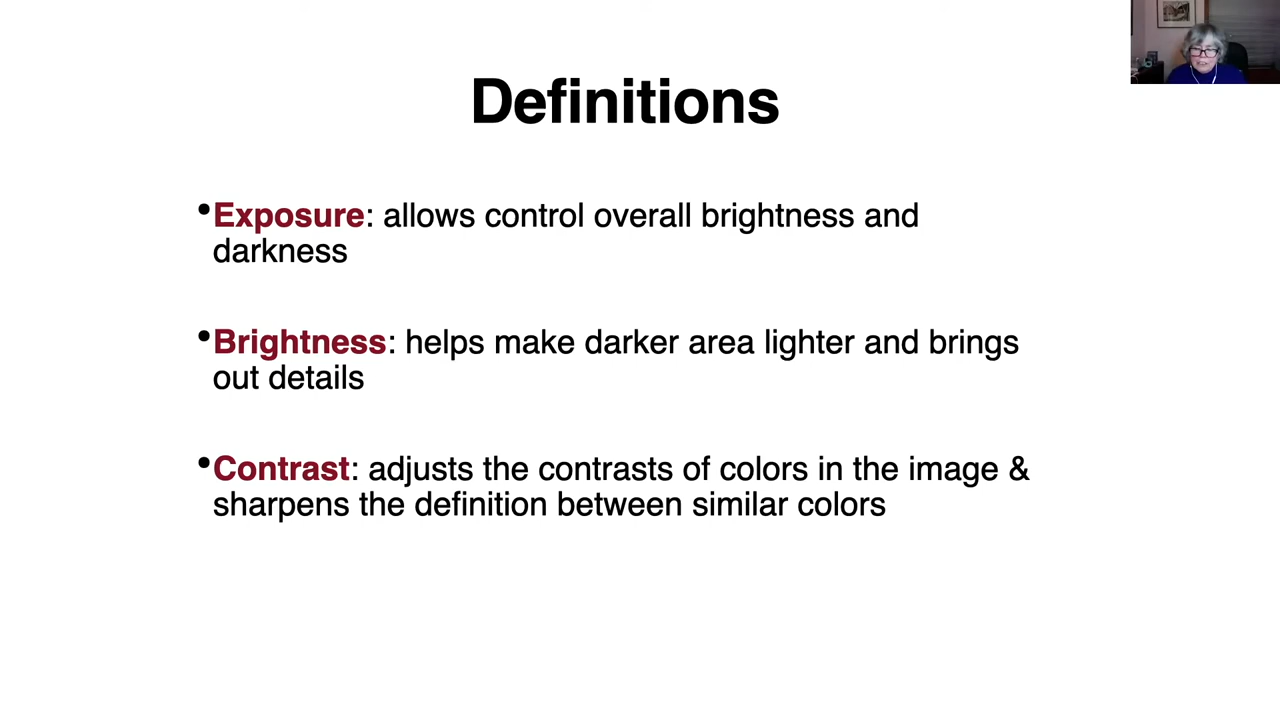 Definitions
•Exposure: allows control overall brightness and
darkness
•Brightness: helps make darker area lighter and brings
out details
•Contrast: adjusts the contrasts of colors in the image &
sharpens the definition between similar colors